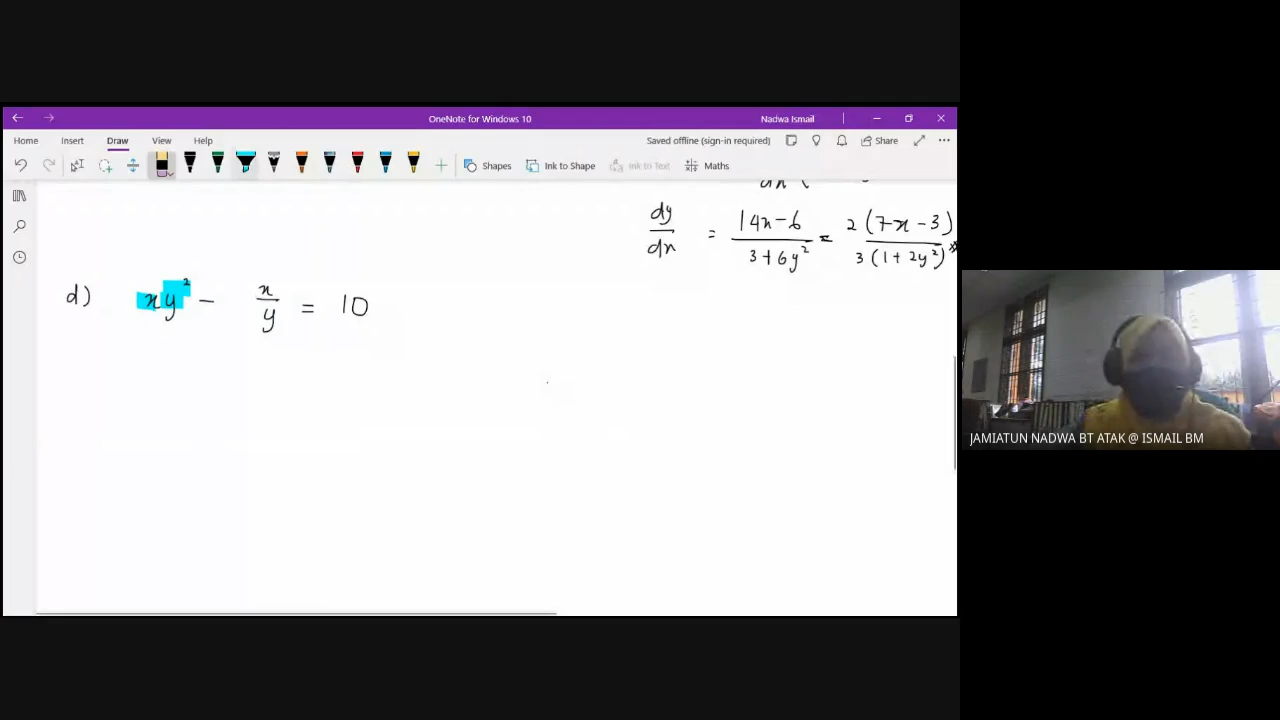 OneNote for Windows 10
Nadwa Ismail
Home Insert Draw View Help
Saved offline (sign-in required)
Share
Shapes Ink to Shape Ink to Text Maths
dy/dx = 14x-6/3+6y² = 2(7x-3)/3(1+2y²)
d) xy² - x/y = 10
JAMIATUN NADWA BT ATAK @ ISMAIL BM